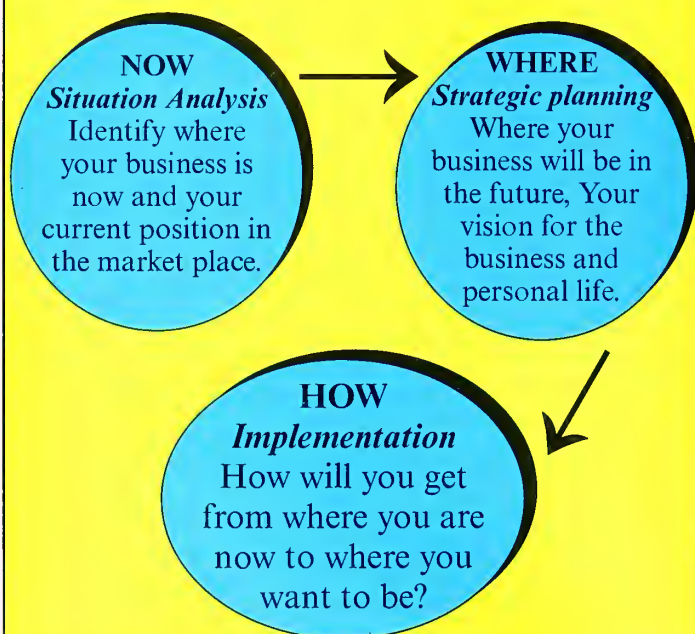 NOW
Situation Analysis
Identify where
your business is
now and your
current position in
the market place.
WHERE
Strategic planning
Where your
business will be in
the future, Your
vision for the
business and
personal life.
HOW
Implementation
How will you get
from where you are
now to where you
want to be?